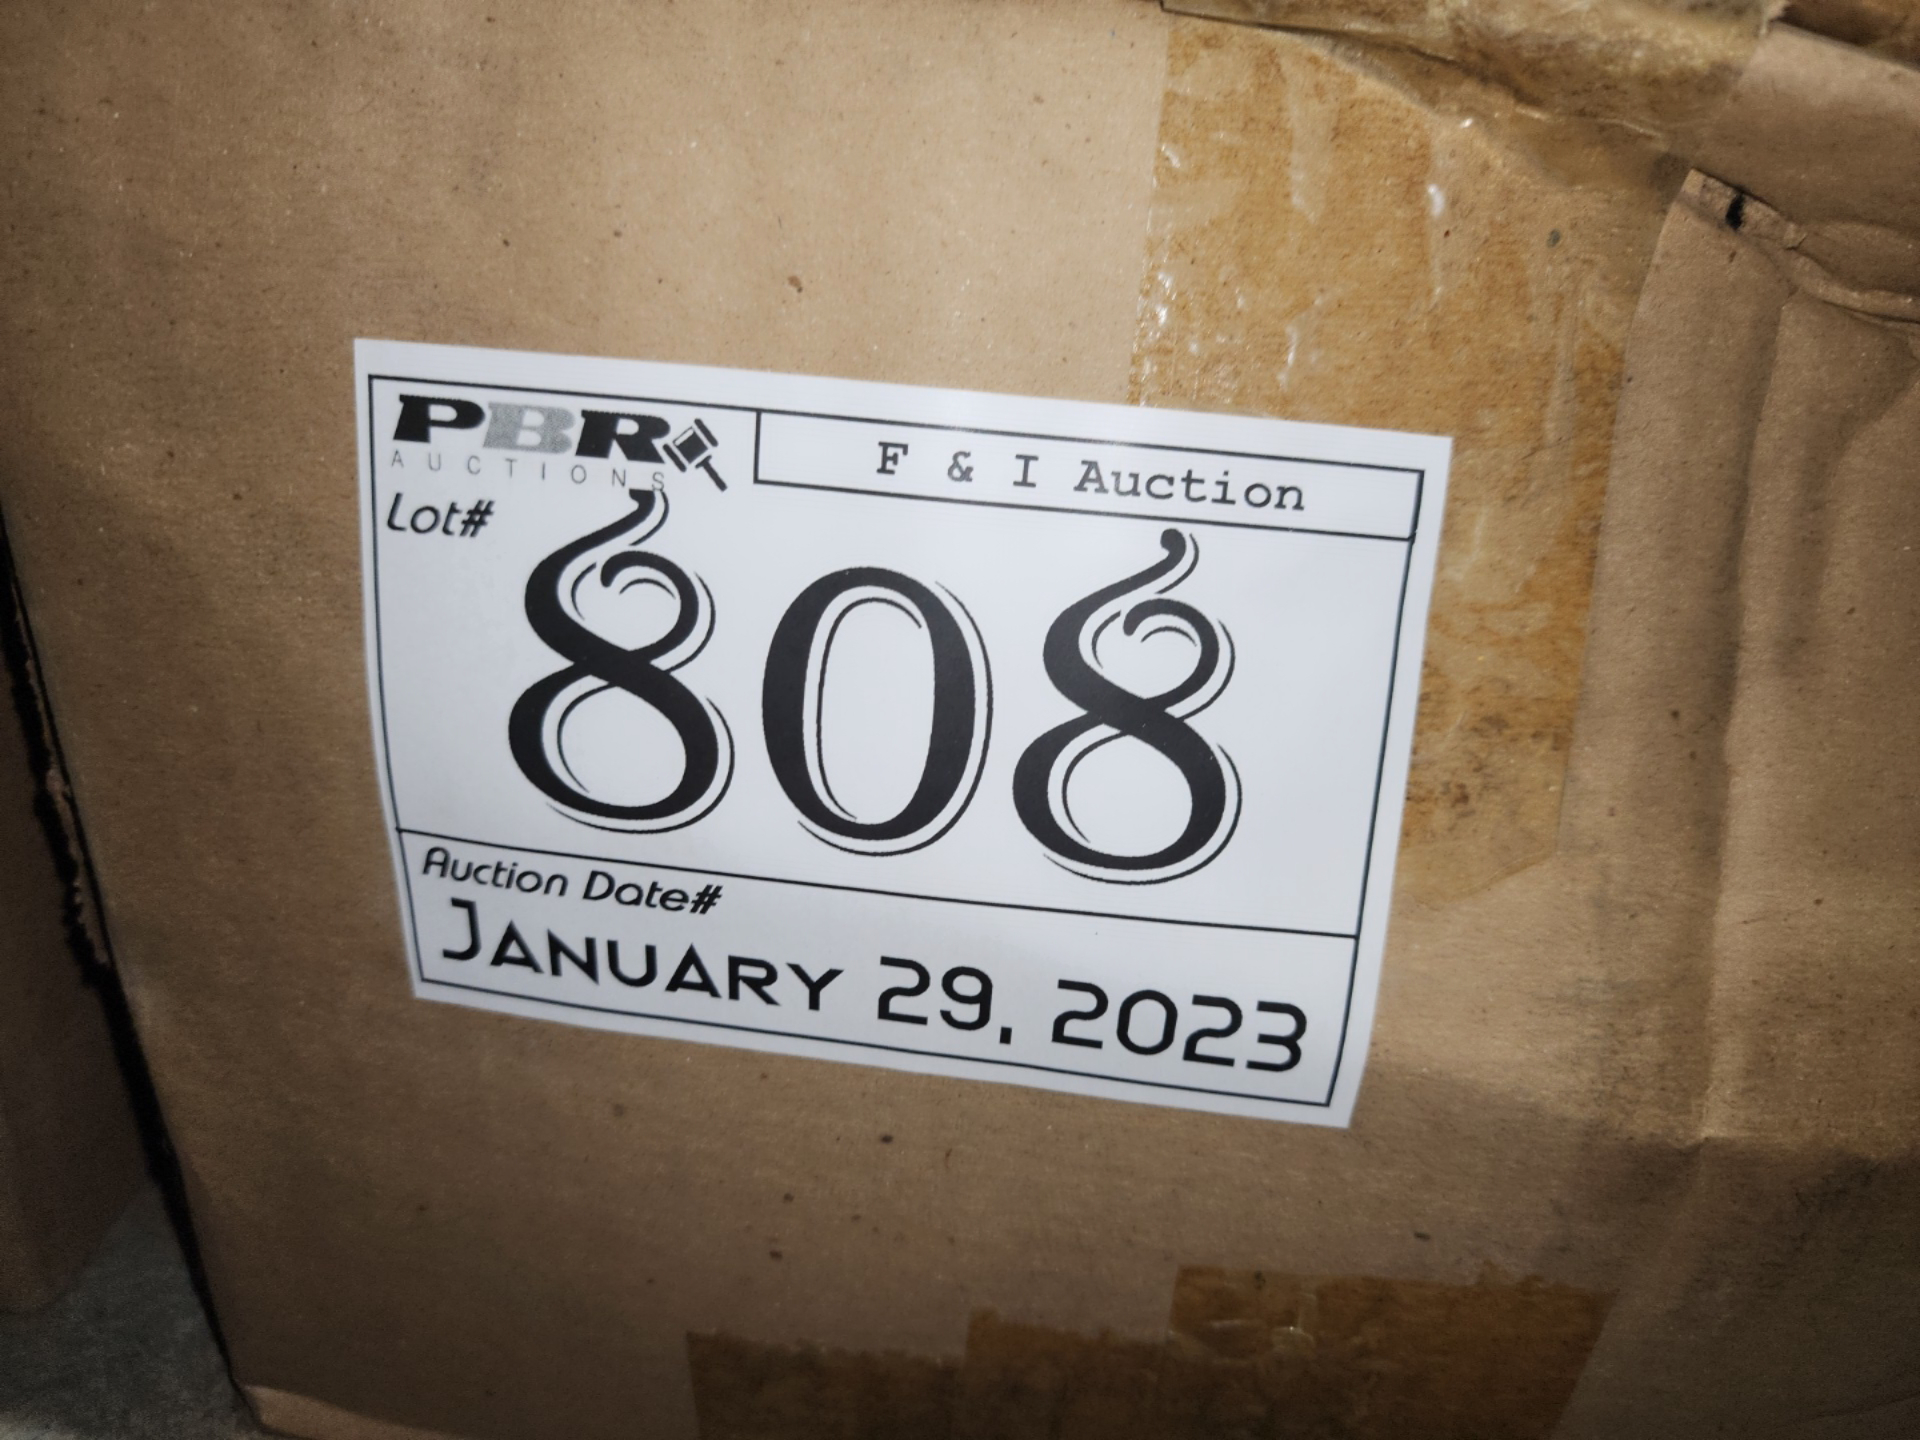 PBR
AUCTIONS
F & I Auction
Lot#
808
Auction Date#
JANUARY 29, 2023